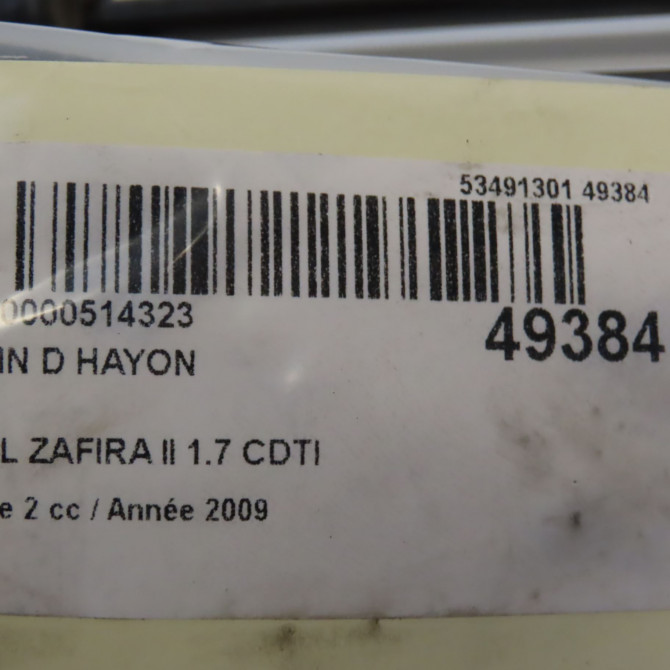 53491301 49384
0000514323
49384
IN D HAYON
L ZAFIRA II 1.7 CDTI
e 2 cc / Année 2009